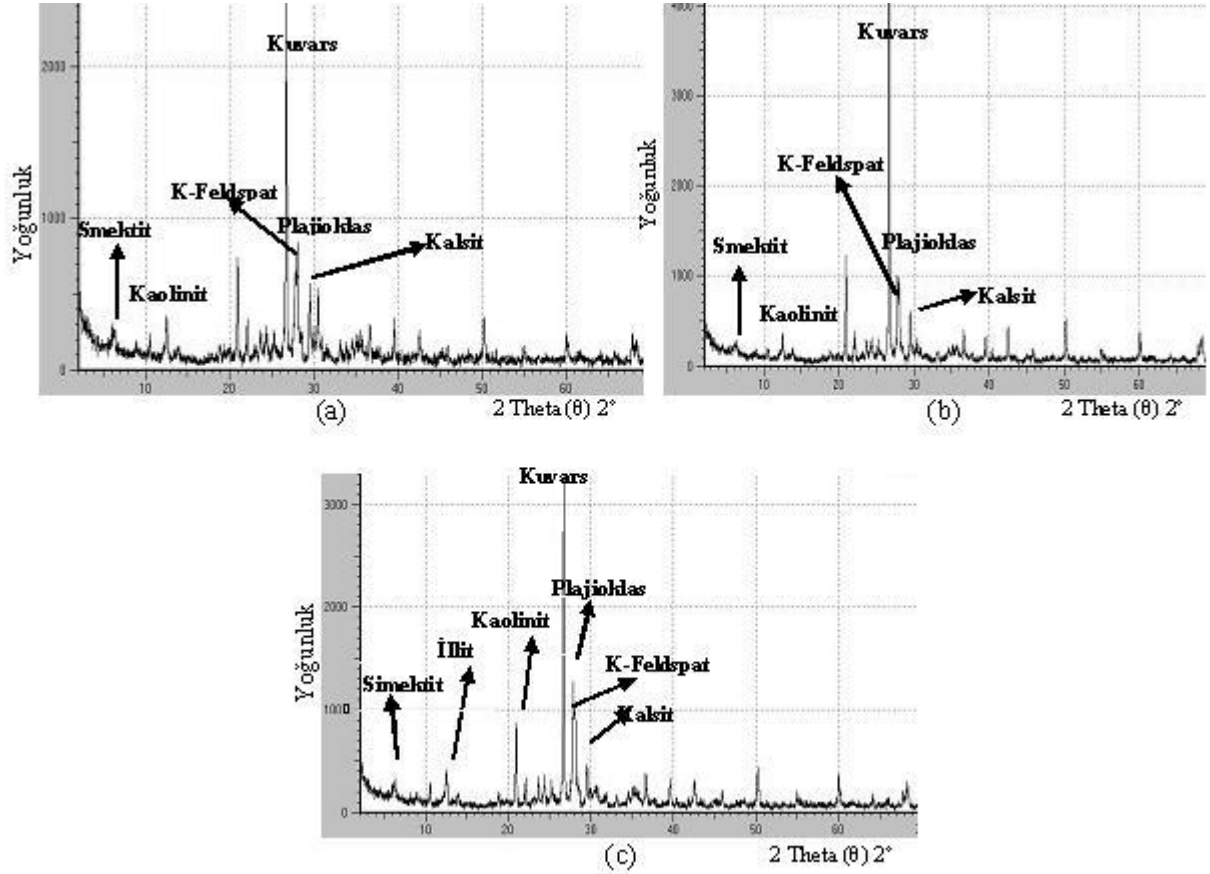 Yoğunluk
2000
1000
0
Kuvars
K-Feldspat
Plajioklas
Smektit
Kalsit
Kaolinit
10 20 30 40 50 60
(a)
2 Theta (θ) 2°
Yoğunluk
4000
3000
2000
1000
0
Kuvars
K-Feldspat
Plajioklas
Smektit
Kalsit
Kaolinit
10 20 30 40 50 60
(b)
2 Theta (θ) 2°
Yoğunluk
3000
2000
1000
0
Kuvars
Plajioklas
Kaolinit
İllit
K-Feldspat
Simektit
Kalsit
10 20 30 40 50 60
(c)
2 Theta (θ) 2°